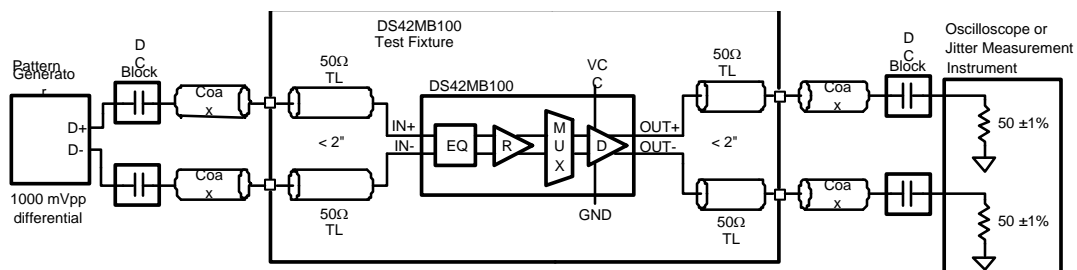 DS42MB100
Test Fixture
Pattern
Generato
r
D+
D-
1000 mVpp
differential
D
C
Block
Coa
x
Coa
x
50Ω
TL
< 2"
50Ω
TL
DS42MB100
IN+
IN-
EQ
R
M
U
X
D
VC
C
GND
OUT+
OUT-
50Ω
TL
< 2"
50Ω
TL
Coa
x
Coa
x
D
C
Block
Oscilloscope or
Jitter Measurement
Instrument
50 ±1%
50 ±1%